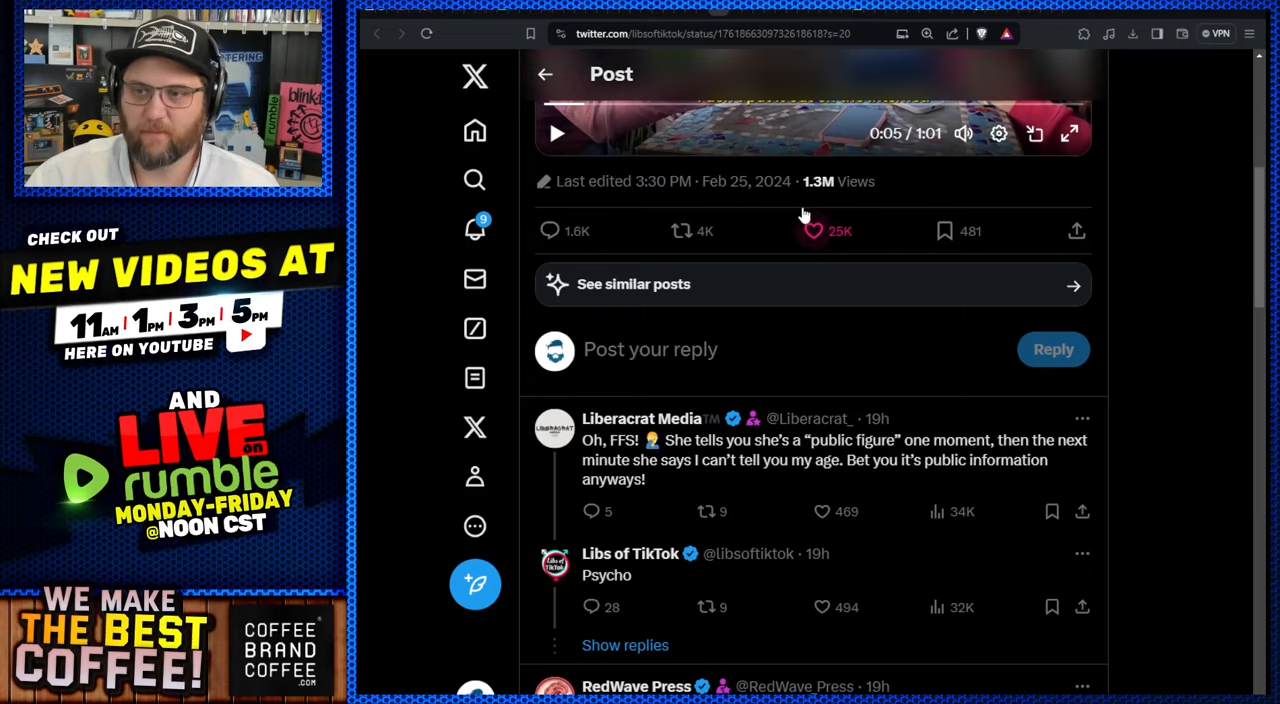 CHECK OUT
NEW VIDEOS AT
11AM | 1PM | 3PM | 5PM
HERE ON YOUTUBE
AND
LIVE on
rumble
MONDAY-FRIDAY
@NOON CST
WE MAKE
THE BEST
COFFEE!
COFFEE
BRAND
COFFEE
.COM
rumble
blink-
twitter.com/libsoftiktok/status/1761866309732618618?s=20
VPN
Post
0:05 / 1:01
Last edited 3:30 PM · Feb 25, 2024 · 1.3M Views
1.6K 4K 25K 481
See similar posts
Post your reply
Reply
9
Liberacrat Media™ @Liberacrat_ · 19h
Oh, FFS! 🤦 She tells you she's a “public figure” one moment, then the next
minute she says I can't tell you my age. Bet you it's public information
anyways!
5 9 469 34K
Libs of TikTok @libsoftiktok · 19h
Psycho
28 9 494 32K
Show replies
RedWave Press @RedWave_Press · 19h